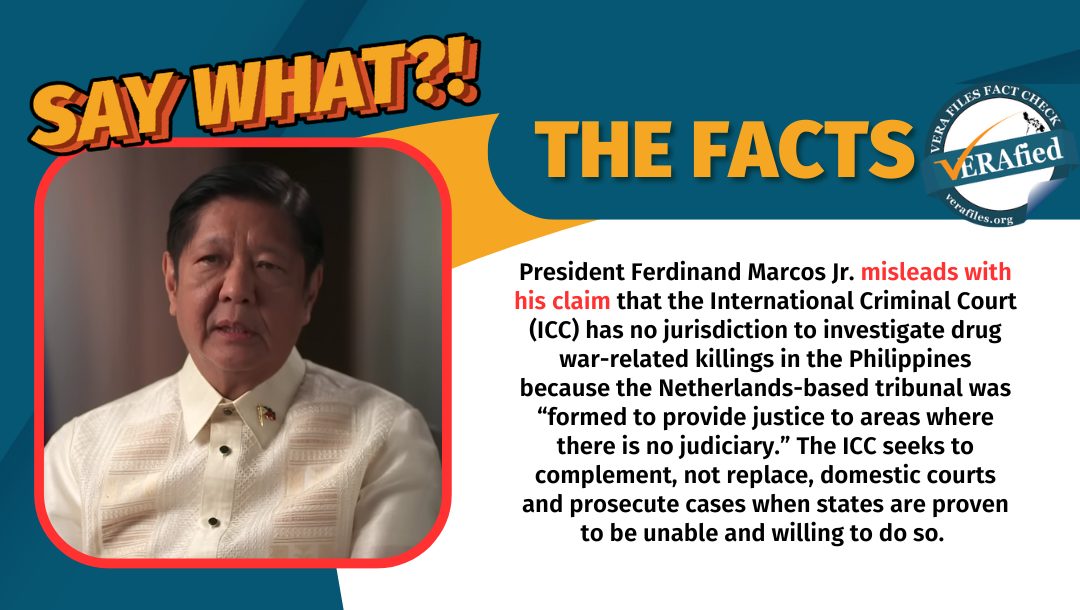 SAY WHAT?!
THE FACTS
VERA FILES FACT CHECK
VERAfied
verafiles.org
President Ferdinand Marcos Jr. misleads with
his claim that the International Criminal Court
(ICC) has no jurisdiction to investigate drug
war-related killings in the Philippines
because the Netherlands-based tribunal was
“formed to provide justice to areas where
there is no judiciary.” The ICC seeks to
complement, not replace, domestic courts
and prosecute cases when states are proven
to be unable and willing to do so.